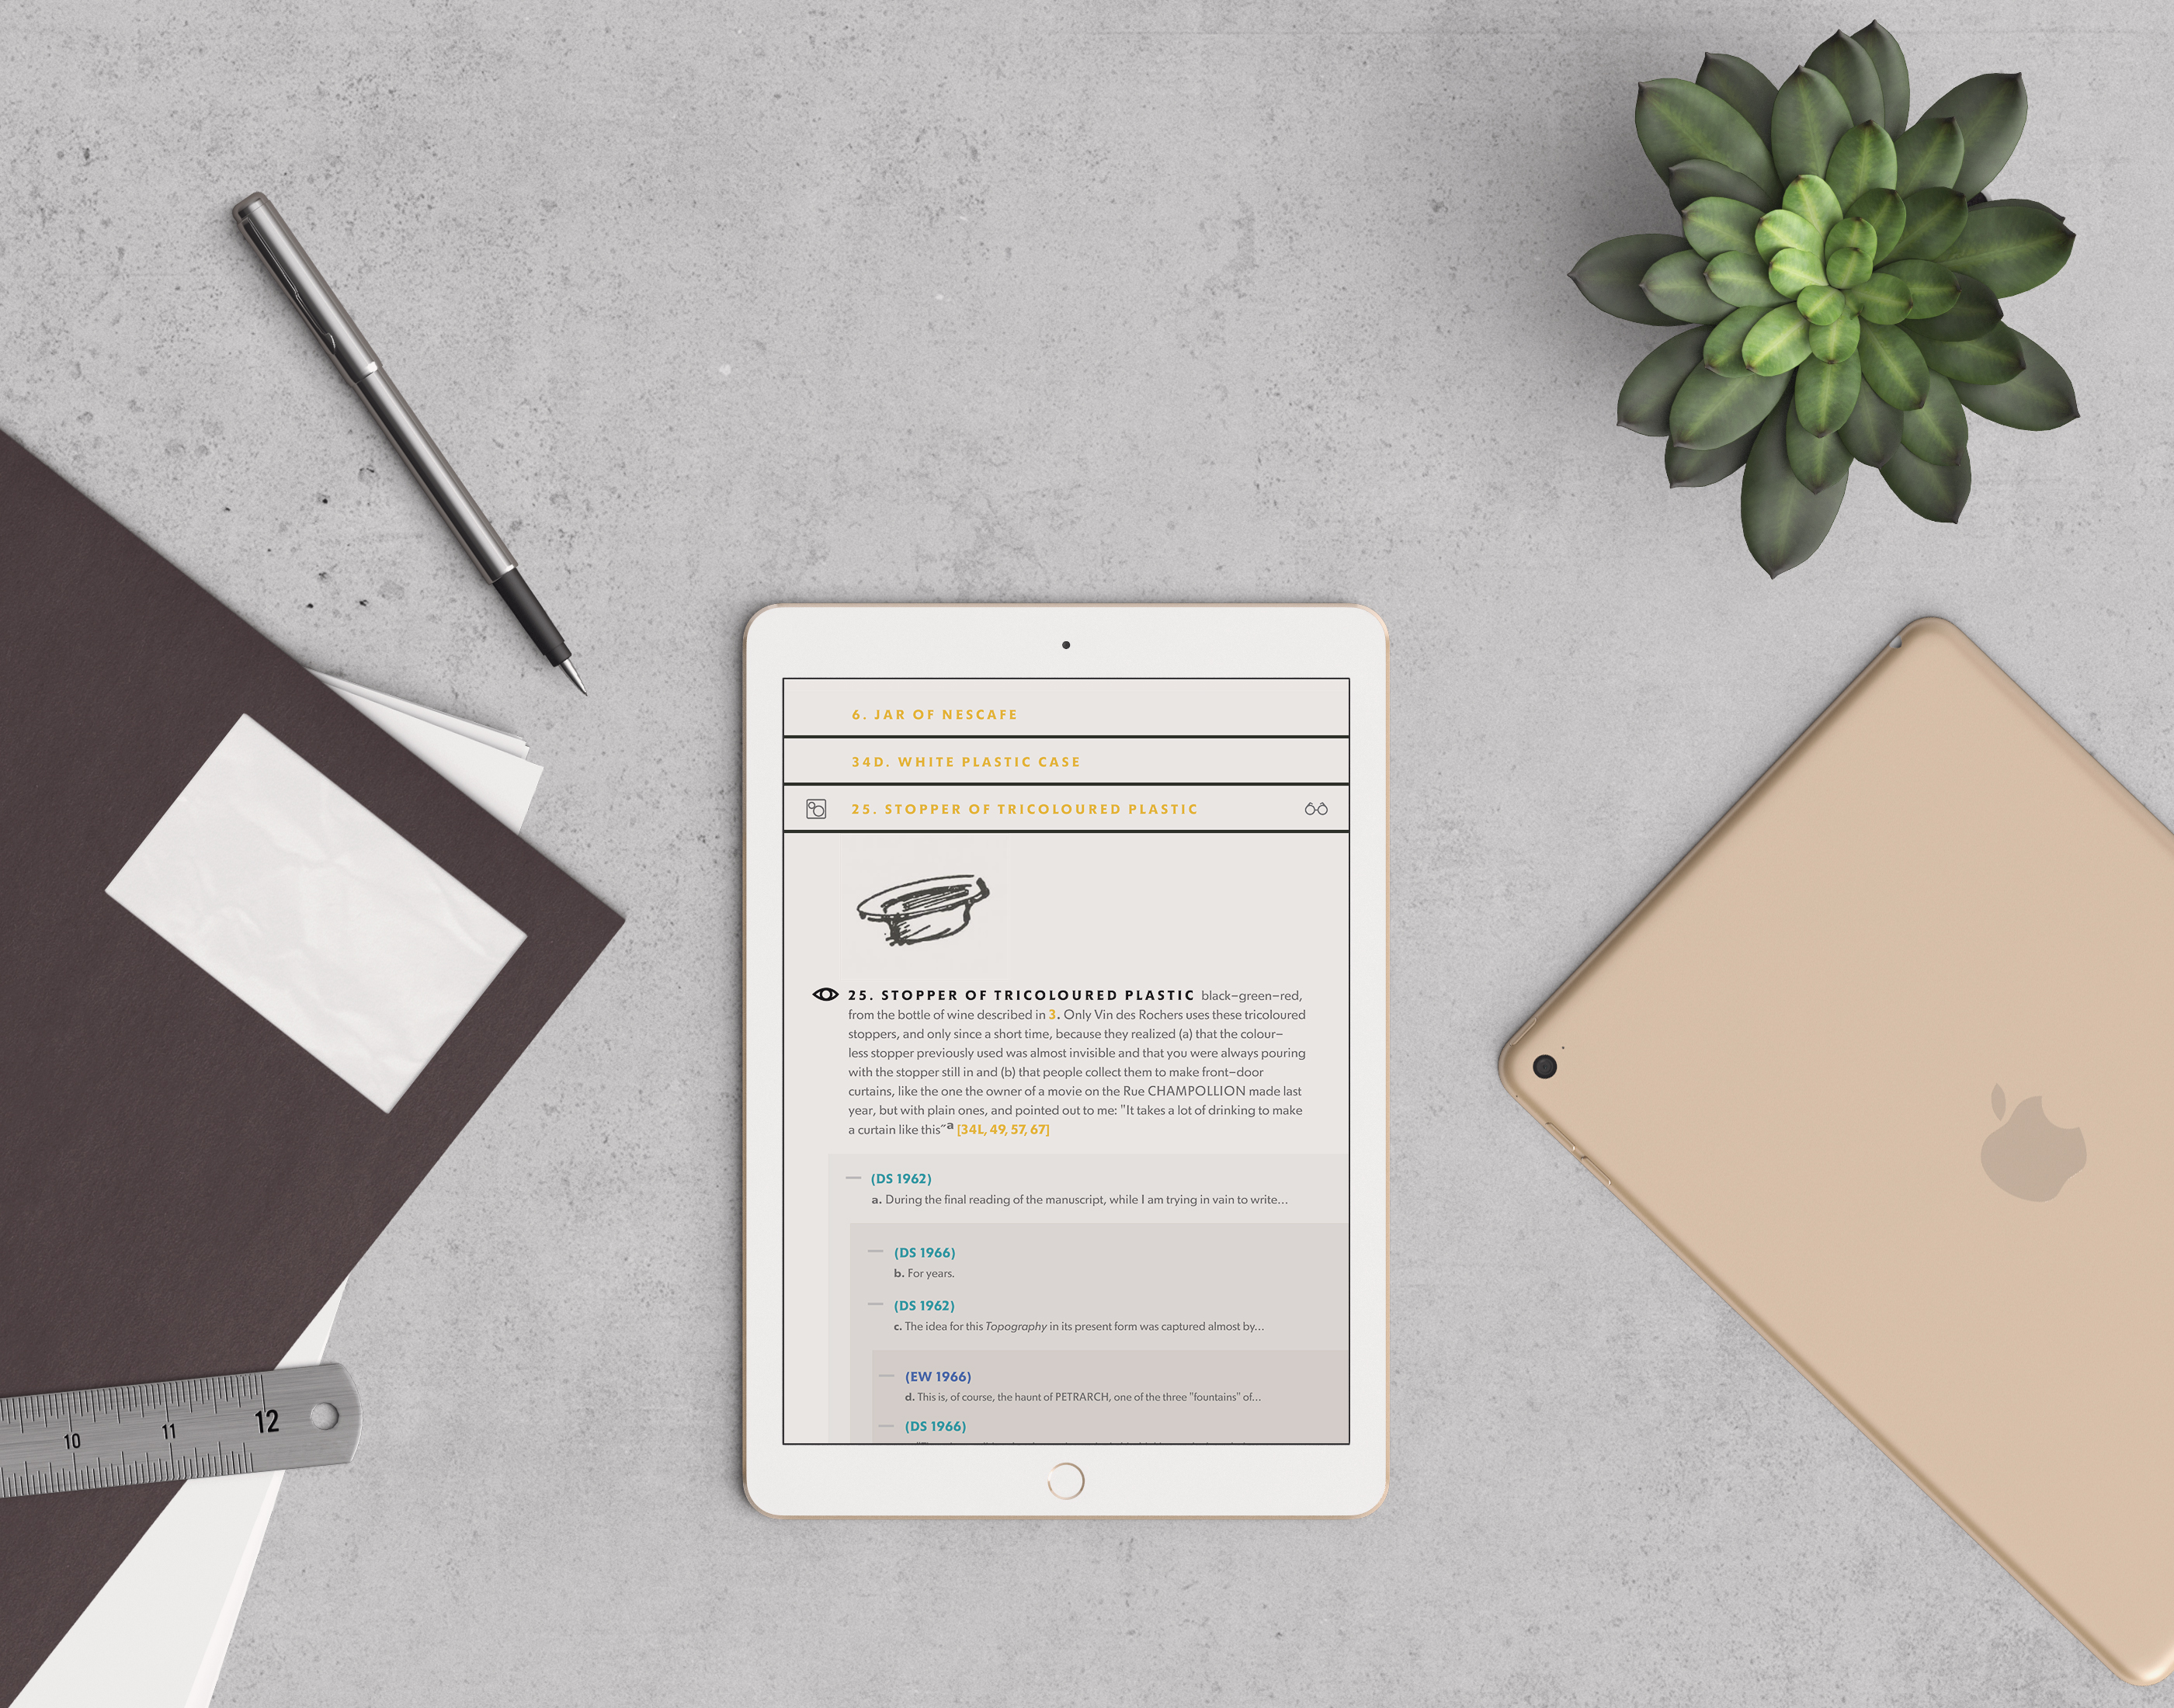 6. JAR OF NESCAFE
34D. WHITE PLASTIC CASE
25. STOPPER OF TRICOLOURED PLASTIC
25. STOPPER OF TRICOLOURED PLASTIC black–green–red,
from the bottle of wine described in 3. Only Vin des Rochers uses these tricoloured
stoppers, and only since a short time, because they realized (a) that the colour–
less stopper previously used was almost invisible and that you were always pouring
with the stopper still in and (b) that people collect them to make front–door
curtains, like the one the owner of a movie on the Rue CHAMPOLLION made last
year, but with plain ones, and pointed out to me: "It takes a lot of drinking to make
a curtain like this"a [34L, 49, 57, 67]
(DS 1962)
a. During the final reading of the manuscript, while I am trying in vain to write...
(DS 1966)
b. For years.
(DS 1962)
c. The idea for this Topography in its present form was captured almost by...
(EW 1966)
d. This is, of course, the haunt of PETRARCH, one of the three "fountains" of...
(DS 1966)
10 11 12